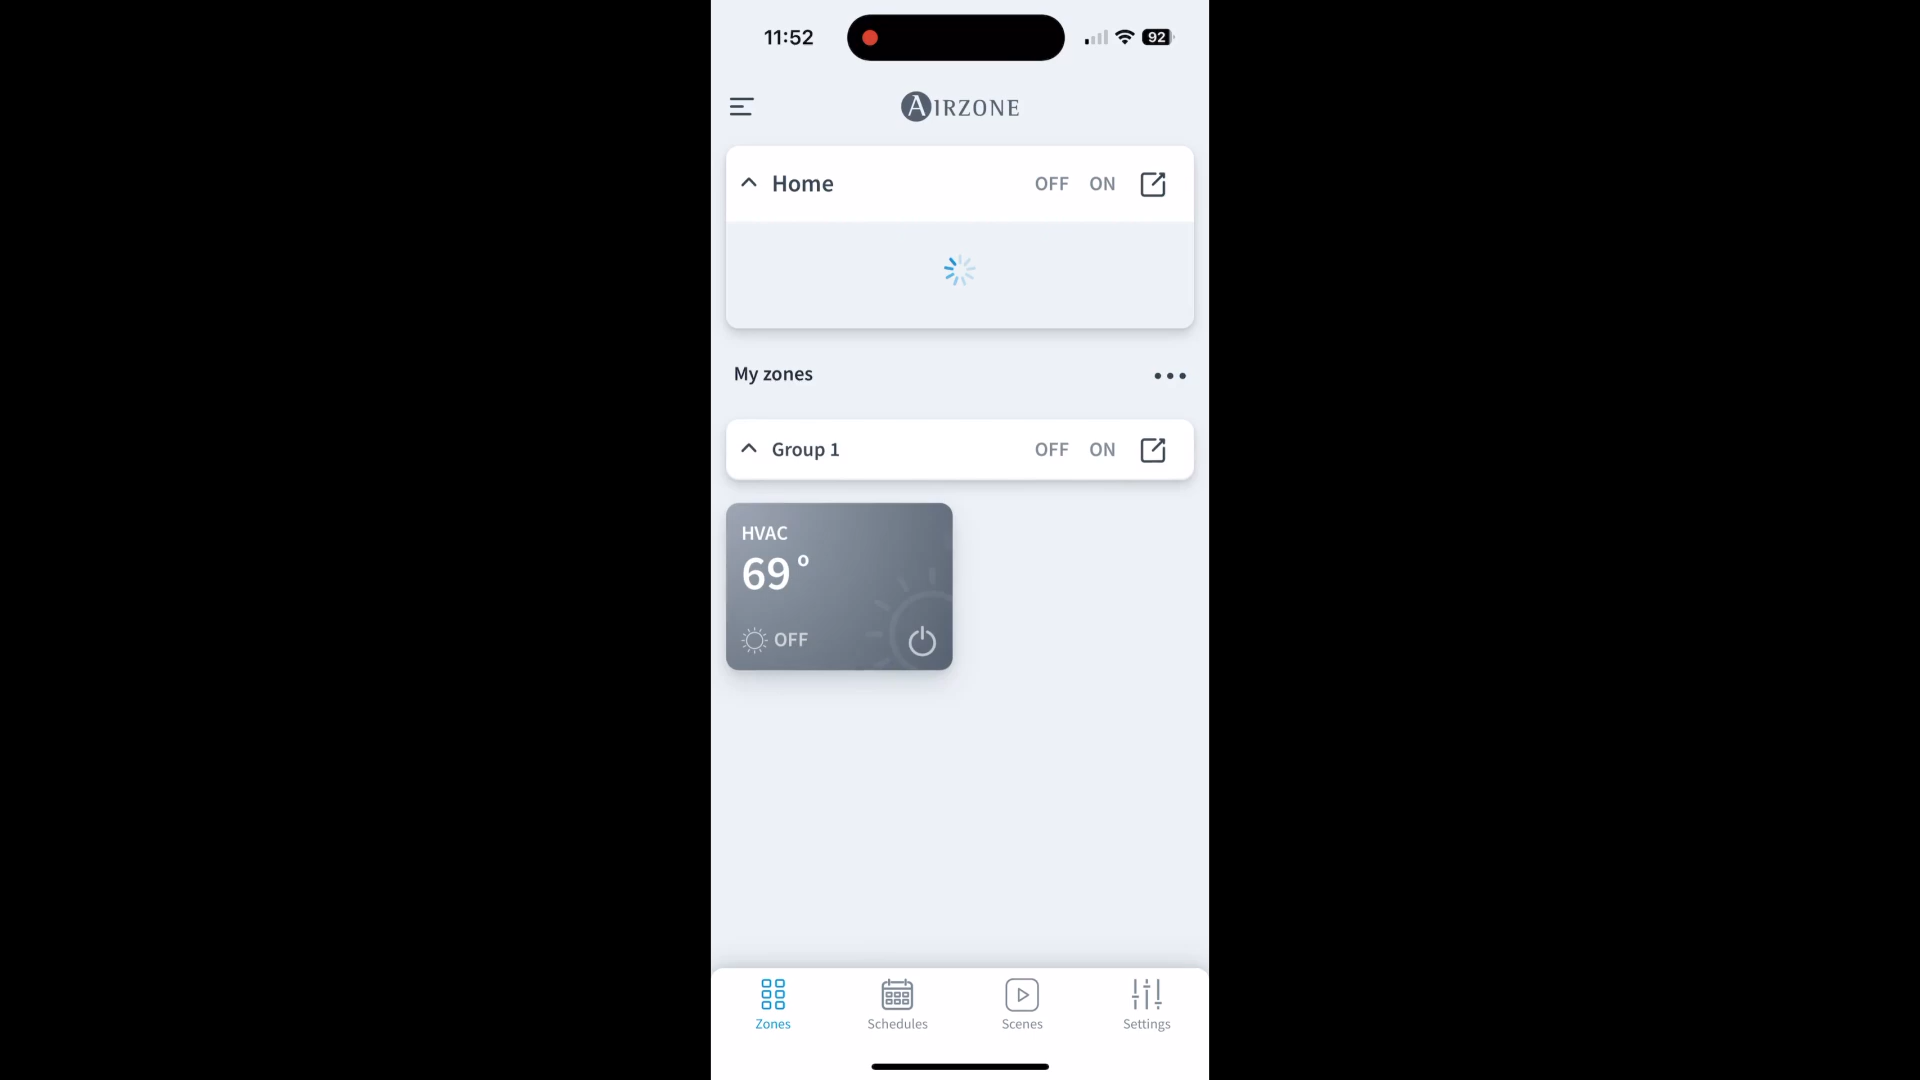 11:52
92
AIRZONE
Home OFF ON
My zones
Group 1 OFF ON
HVAC
69°
OFF
Zones Schedules Scenes Settings